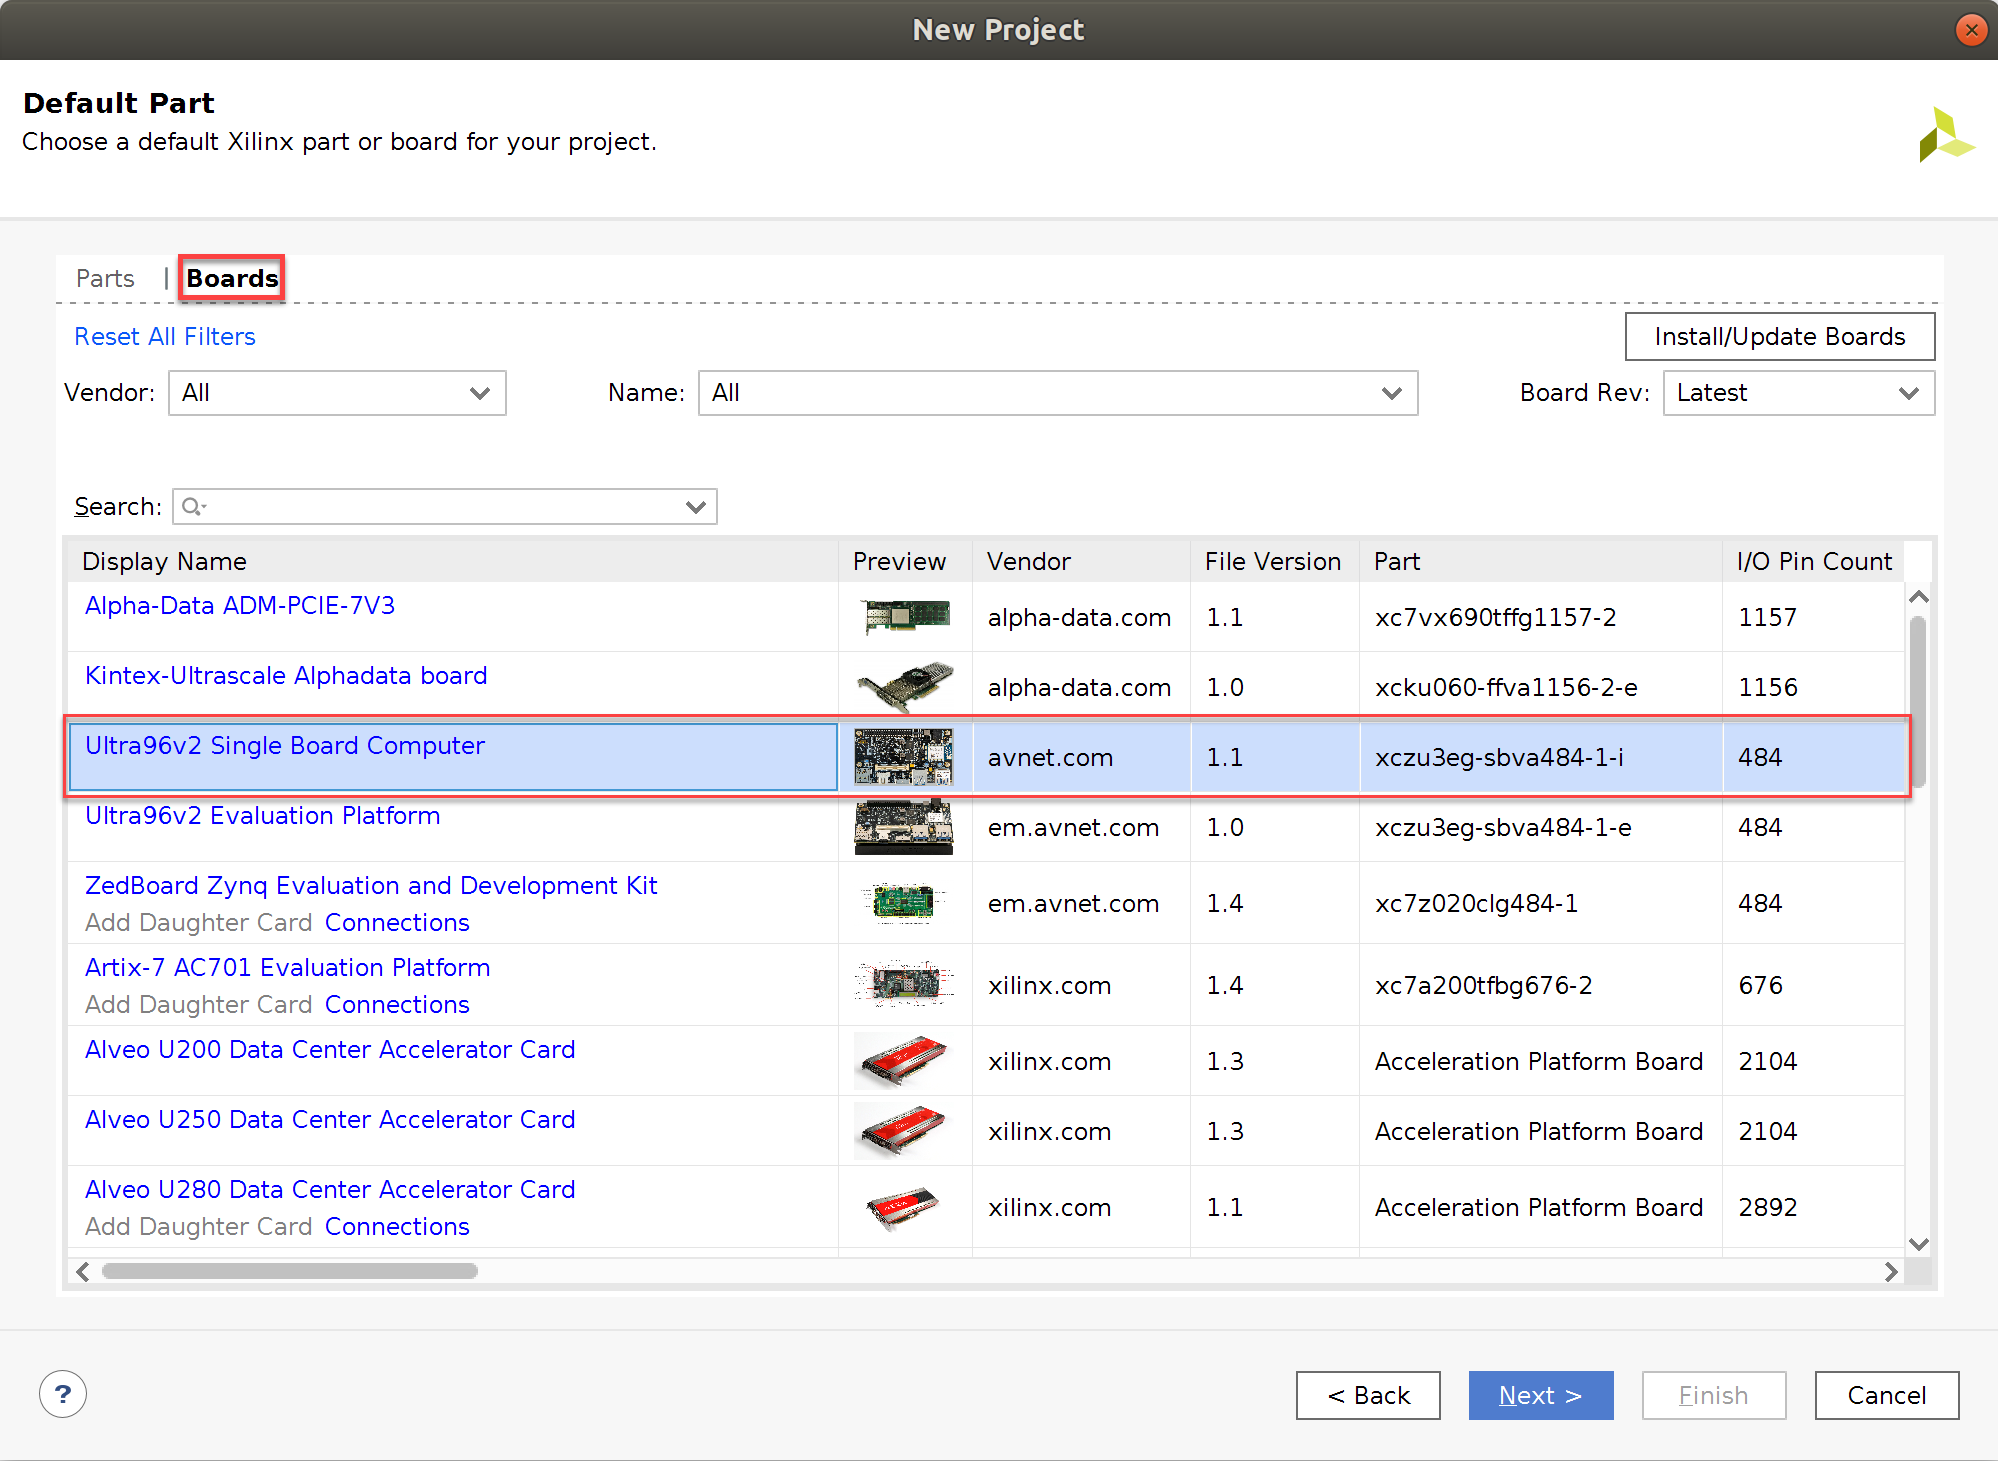 New Project
Default Part
Choose a default Xilinx part or board for your project.
Parts | Boards
Reset All Filters
Install/Update Boards
Vendor: All Name: All Board Rev: Latest
Search:
Display Name Preview Vendor File Version Part I/O Pin Count
Alpha-Data ADM-PCIE-7V3 alpha-data.com 1.1 xc7vx690tffg1157-2 1157
Kintex-Ultrascale Alphadata board alpha-data.com 1.0 xcku060-ffva1156-2-e 1156
Ultra96v2 Single Board Computer avnet.com 1.1 xczu3eg-sbva484-1-i 484
Ultra96v2 Evaluation Platform em.avnet.com 1.0 xczu3eg-sbva484-1-e 484
ZedBoard Zynq Evaluation and Development Kit em.avnet.com 1.4 xc7z020clg484-1 484
Add Daughter Card Connections
Artix-7 AC701 Evaluation Platform xilinx.com 1.4 xc7a200tfbg676-2 676
Add Daughter Card Connections
Alveo U200 Data Center Accelerator Card xilinx.com 1.3 Acceleration Platform Board 2104
Alveo U250 Data Center Accelerator Card xilinx.com 1.3 Acceleration Platform Board 2104
Alveo U280 Data Center Accelerator Card xilinx.com 1.1 Acceleration Platform Board 2892
Add Daughter Card Connections
? < Back Next > Finish Cancel